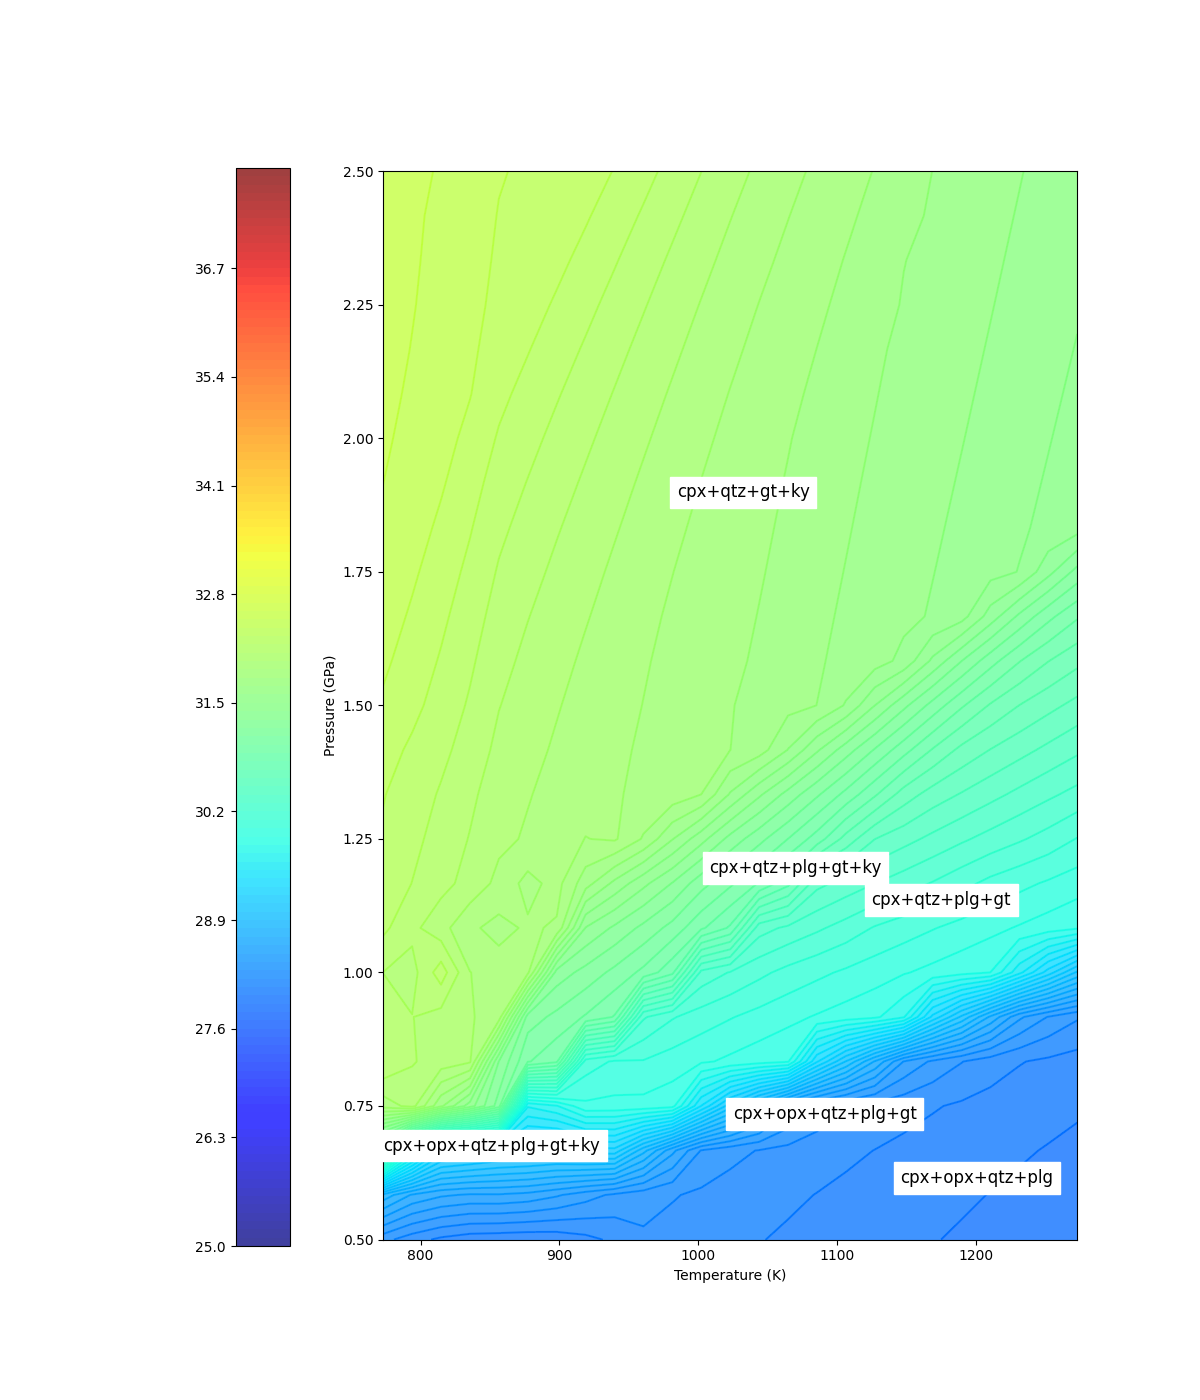 36.7
35.4
34.1
32.8
31.5
30.2
28.9
27.6
26.3
25.0
Pressure (GPa)
2.50
2.25
2.00
1.75
1.50
1.25
1.00
0.75
0.50
cpx+qtz+gt+ky
cpx+qtz+plg+gt+ky
cpx+qtz+plg+gt
cpx+opx+qtz+plg+gt
cpx+opx+qtz+plg+gt+ky
cpx+opx+qtz+plg
800 900 1000 1100 1200
Temperature (K)